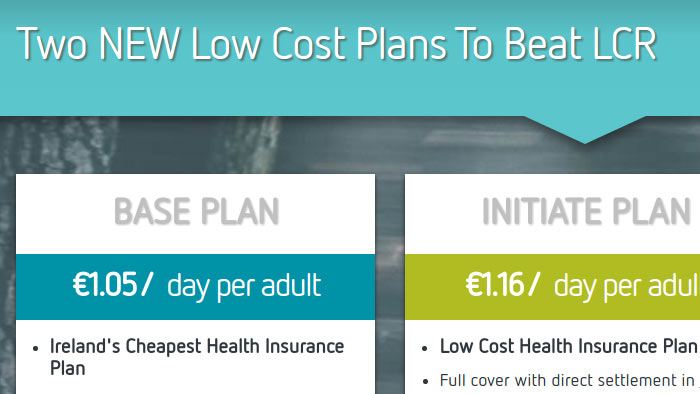 Two NEW Low Cost Plans To Beat LCR
BASE PLAN
€1.05 / day per adult
• Ireland's Cheapest Health Insurance
Plan
INITIATE PLAN
€1.16 / day per adul
• Low Cost Health Insurance Plan
• Full cover with direct settlement in